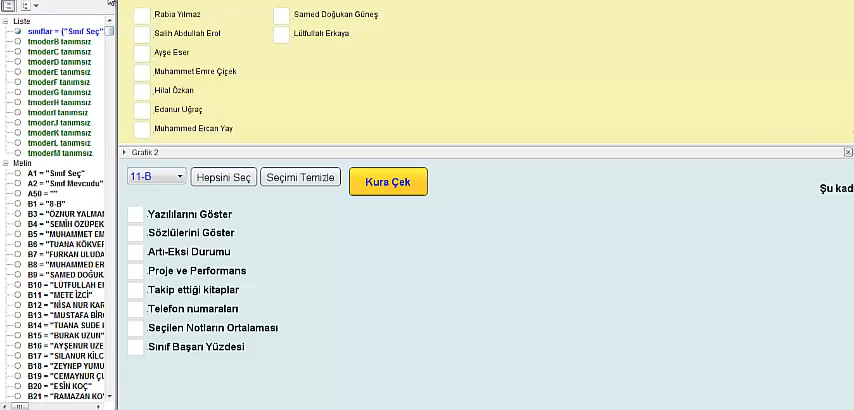 Liste
sınıflar = {"Sınıf Seç"
tmoderB tanımsız
tmoderC tanımsız
tmoderD tanımsız
tmoderE tanımsız
tmoderF tanımsız
tmoderG tanımsız
tmoderH tanımsız
tmoderI tanımsız
tmoderJ tanımsız
tmoderK tanımsız
tmoderL tanımsız
tmoderM tanımsız
Metin
A1 = "Sınıf Seç"
A2 = "Sınıf Mevcudu"
A50 = ""
B1 = "8-B"
B3 = "ÖZNUR YALMAN
B4 = "SEMİH ÖZÜPEK
B5 = "MUHAMMET EM
B6 = "TUANA KÖKVER
B7 = "FURKAN ULUDA
B8 = "MUHAMMED ER
B9 = "SAMED DOĞUK
B10 = "LÜTFULLAH ER
B11 = "METE İZCİ"
B12 = "NİSA NUR KAR
B13 = "MUSTAFA BİR
B14 = "TUANA SUDE
B15 = "BURAK UZUN"
B16 = "AYŞENUR UZE
B17 = "SILANUR KILC
B18 = "ZEYNEP YUMU
B19 = "CEMAYNUR ÇU
B20 = "ESİN KOÇ"
B21 = "RAMAZAN KO
Rabia Yılmaz
Samed Doğukan Güneş
Salih Abdullah Erol
Lütfullah Erkaya
Ayşe Eser
Muhammet Emre Çiçek
Hilal Özkan
Edanur Uğraç
Muhammed Ercan Yay
Grafik 2
11-B
Hepsini Seç
Seçimi Temizle
Kura Çek
Şu kad
Yazılılarını Göster
Sözlülerini Göster
Artı-Eksi Durumu
Proje ve Performans
Takip ettiği kitaplar
Telefon numaraları
Seçilen Notların Ortalaması
Sınıf Başarı Yüzdesi